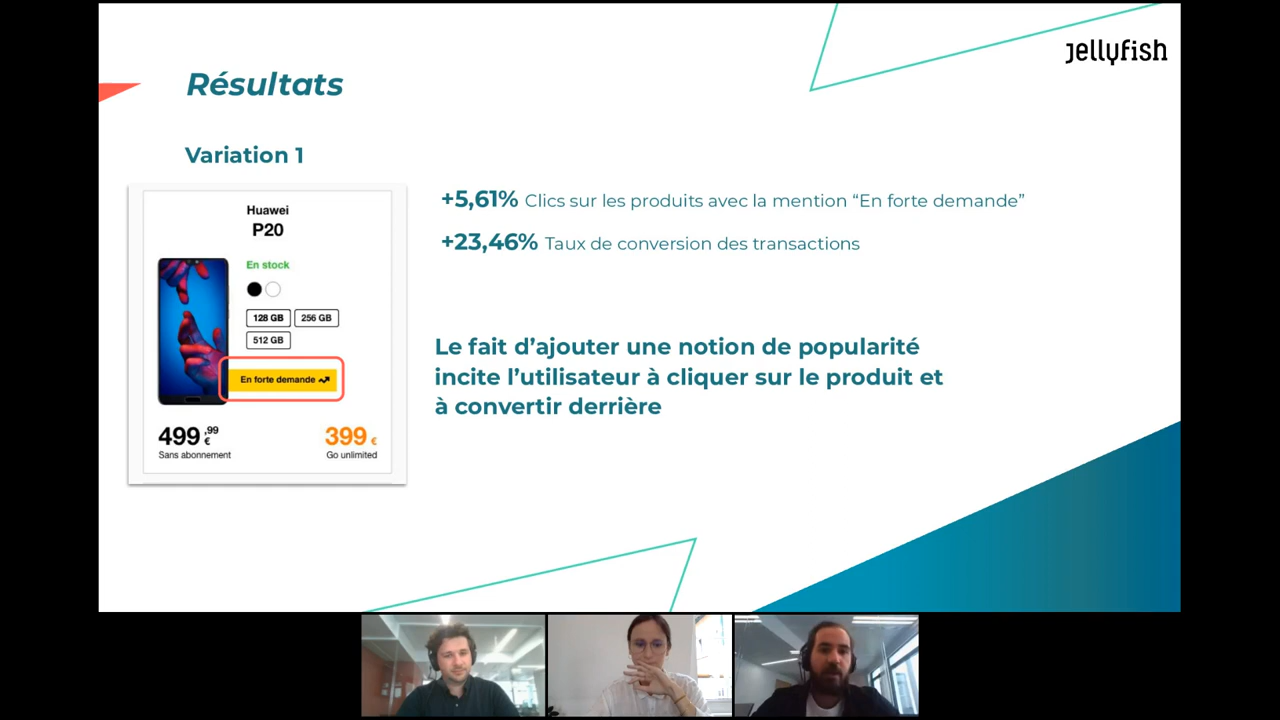 jellyfish
Résultats
Variation 1
Huawei
P20
En stock
128 GB 256 GB
512 GB
En forte demande
499 ,99 €
Sans abonnement
399 €
Go unlimited
+5,61% Clics sur les produits avec la mention “En forte demande”
+23,46% Taux de conversion des transactions
Le fait d’ajouter une notion de popularité
incite l’utilisateur à cliquer sur le produit et
à convertir derrière